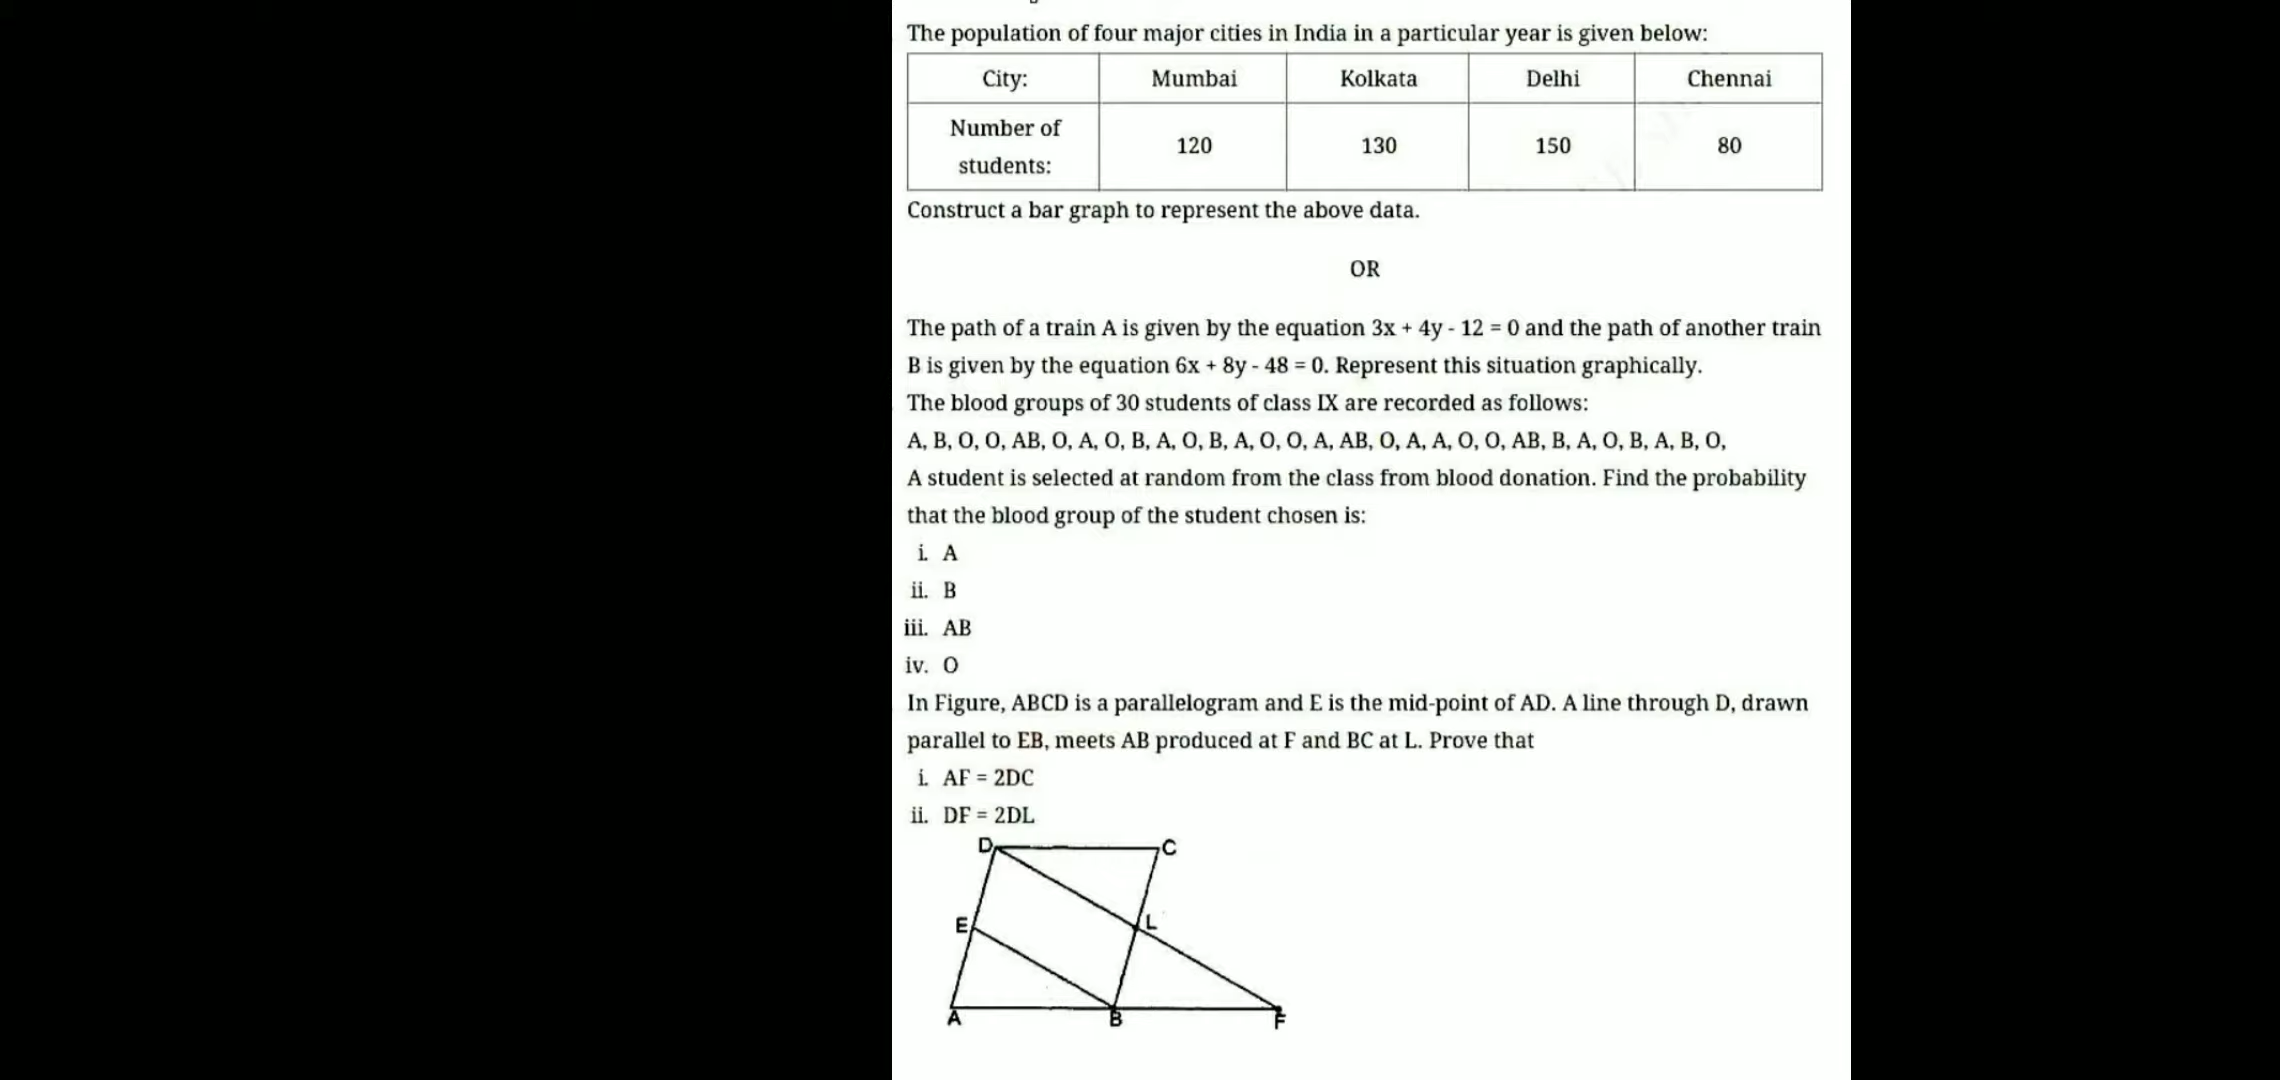 The population of four major cities in India in a particular year is given below:
City: Mumbai Kolkata Delhi Chennai
Number of students: 120 130 150 80
Construct a bar graph to represent the above data.
OR
The path of a train A is given by the equation 3x + 4y - 12 = 0 and the path of another train
B is given by the equation 6x + 8y - 48 = 0. Represent this situation graphically.
The blood groups of 30 students of class IX are recorded as follows:
A, B, O, O, AB, O, A, O, B, A, O, B, A, O, O, A, AB, O, A, A, O, O, AB, B, A, O, B, A, B, O,
A student is selected at random from the class from blood donation. Find the probability
that the blood group of the student chosen is:
i. A
ii. B
iii. AB
iv. O
In Figure, ABCD is a parallelogram and E is the mid-point of AD. A line through D, drawn
parallel to EB, meets AB produced at F and BC at L. Prove that
i. AF = 2DC
ii. DF = 2DL
D C
E L
A B F